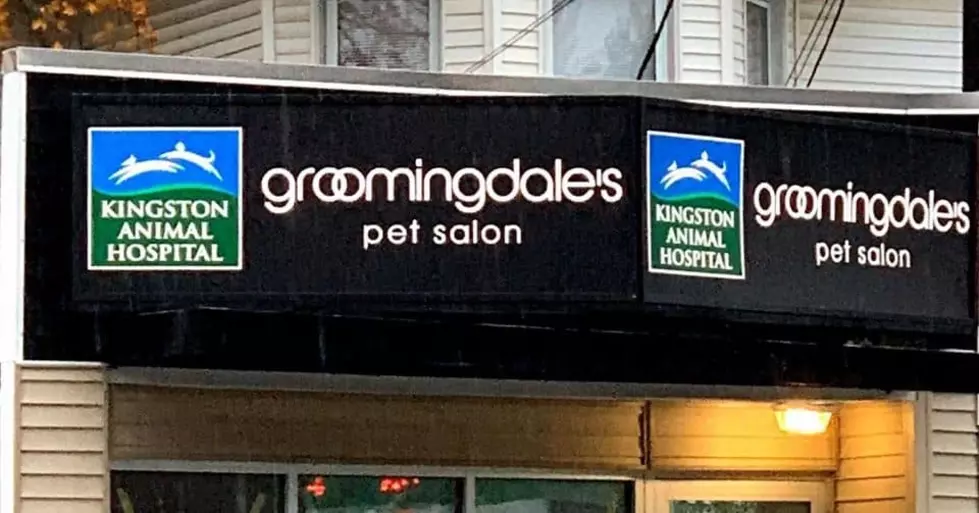 KINGSTON
ANIMAL
HOSPITAL
groomingdale's
pet salon
KINGSTON
ANIMAL
HOSPITAL
groomingdale's
pet salon